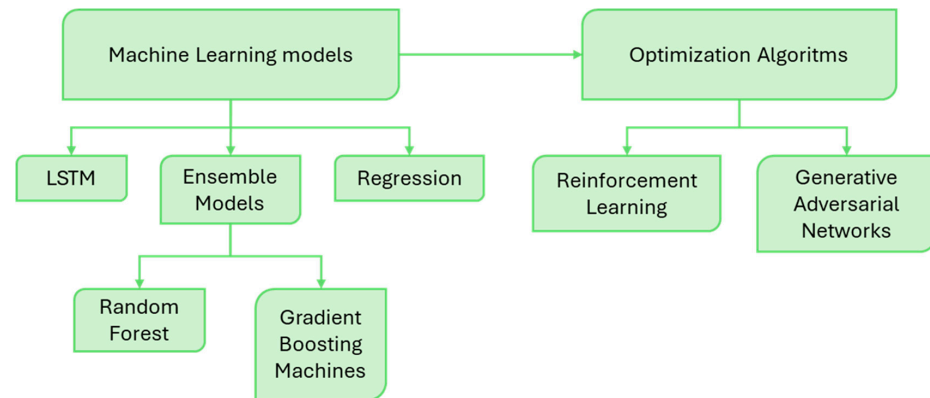 Machine Learning models
Optimization Algoritms
LSTM
Ensemble
Models
Regression
Reinforcement
Learning
Generative
Adversarial
Networks
Random
Forest
Gradient
Boosting
Machines